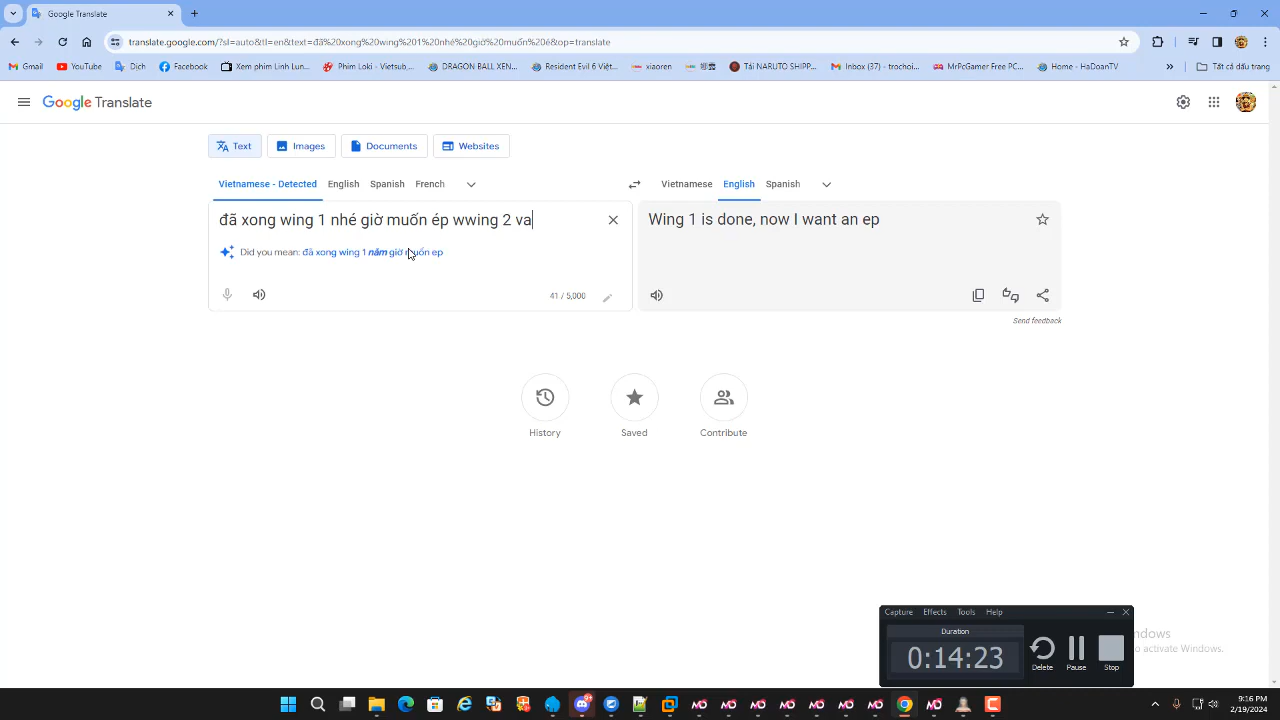 Google Translate
translate.google.com/?sl=auto&tl=en&text=đã%20xong%20wing%201%20nhé%20giờ%20muốn%20é&op=translate
Gmail YouTube Dịch Facebook Xem phim Linh Lun... Phim Loki - Vietsub,... DRAGON BALL XEN... Resident Evil 6 Việt... xiaoren Tải NARUTO SHIPP... Inbox (37) - trochoi... MrPcGamer Free PC... Home - HaDoanTV » Tất cả dấu trang
Google Translate
Text Images Documents Websites
Vietnamese - Detected English Spanish French Vietnamese English Spanish
đã xong wing 1 nhé giờ muốn ép wwing 2 va
Wing 1 is done, now I want an ep
Did you mean: đã xong wing 1 năm giờ muốn ep
41 / 5,000
Send feedback
History Saved Contribute
Capture Effects Tools Help
Duration
0:14:23
Delete Pause Stop
ndows
o activate Windows.
9:16 PM
2/19/2024